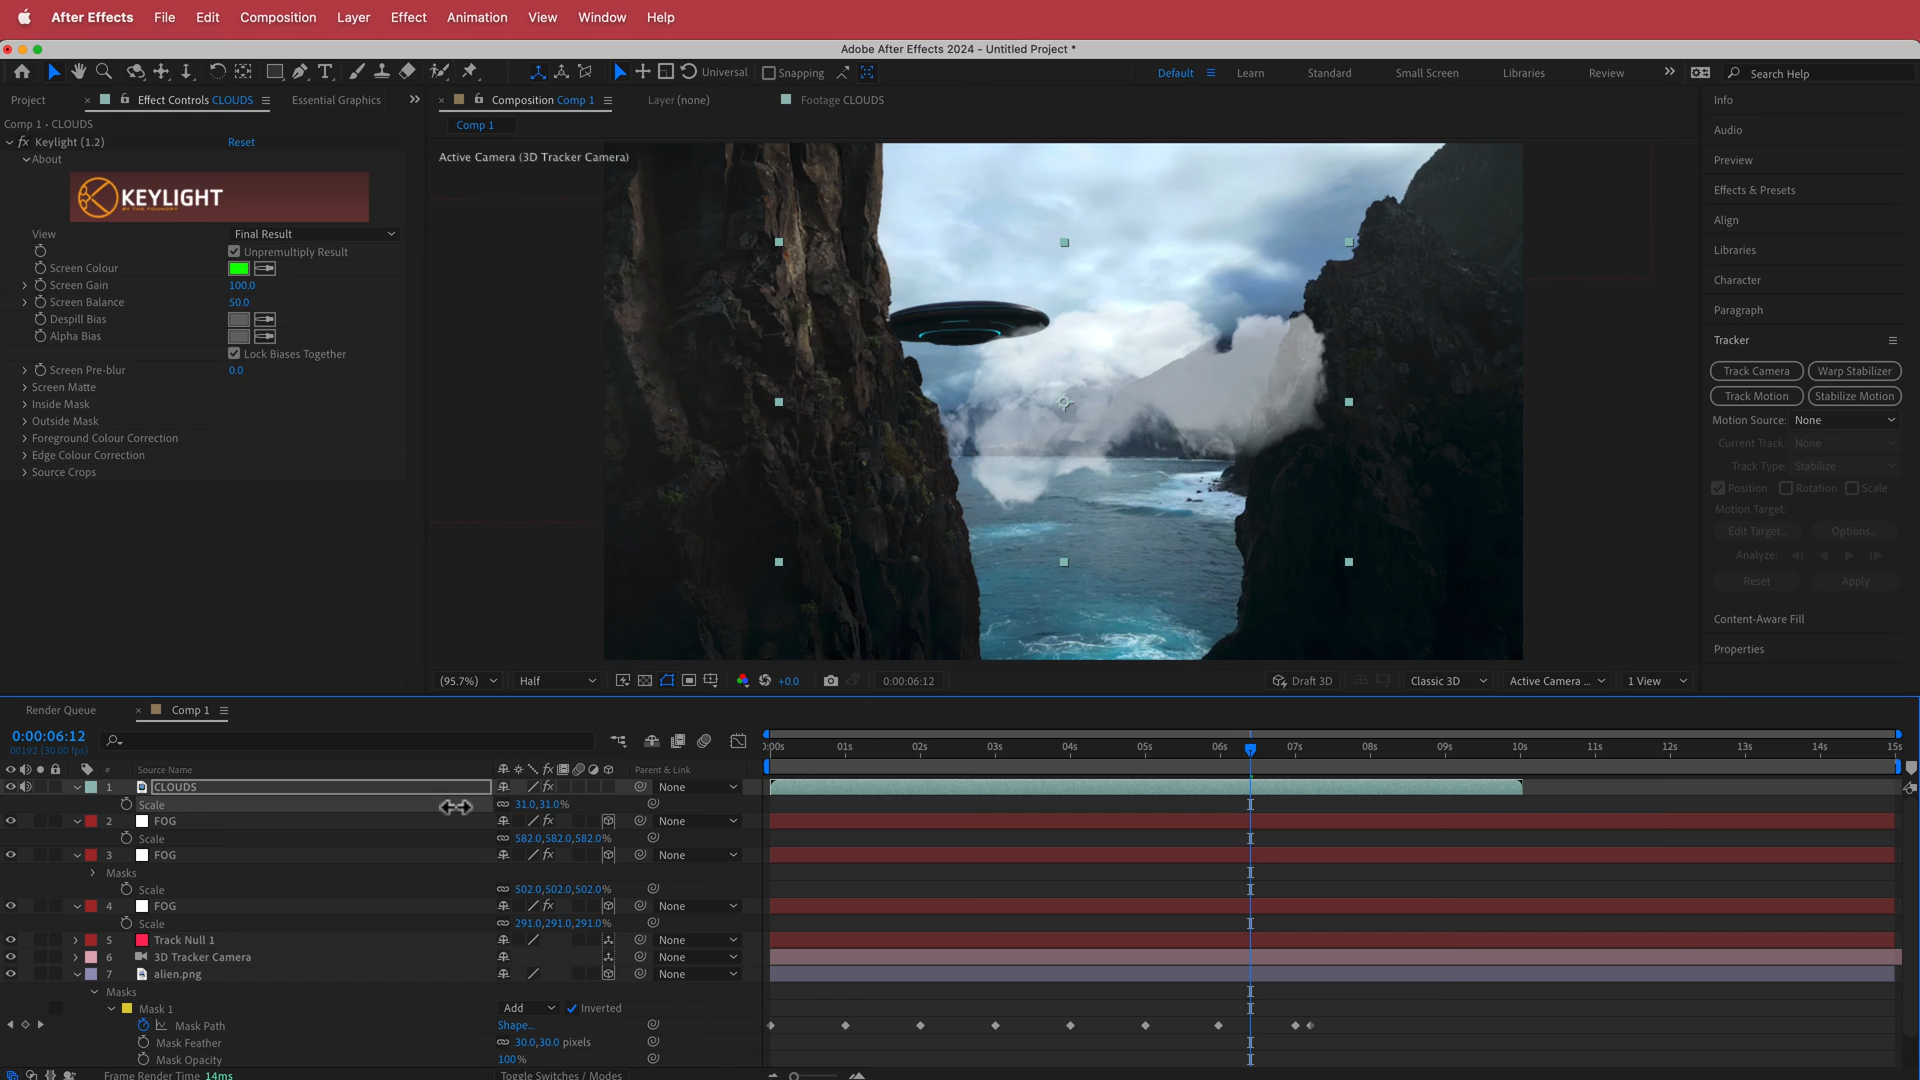 After Effects File Edit Composition Layer Effect Animation View Window Help
Adobe After Effects 2024 - Untitled Project *
Universal Snapping Default Learn Standard Small Screen Libraries Review Search Help
Project Effect Controls CLOUDS Essential Graphics Composition Comp 1 Layer (none) Footage CLOUDS Info
Comp 1 • CLOUDS
Comp 1
Audio
fx Keylight (1.2) Reset
About
Active Camera (3D Tracker Camera)
Preview
KEYLIGHT
BY THE FOUNDRY
Effects & Presets
Align
View Final Result
Unpremultiply Result
Libraries
Screen Colour
Screen Gain 100.0
Character
Screen Balance 50.0
Paragraph
Despill Bias
Alpha Bias
Tracker
Lock Biases Together
Screen Pre-blur 0.0
Track Camera Warp Stabilizer
Screen Matte
Track Motion Stabilize Motion
Inside Mask
Outside Mask
Motion Source: None
Foreground Colour Correction
Current Track: None
Edge Colour Correction
Track Type: Stabilize
Source Crops
Position Rotation Scale
Motion Target:
Edit Target... Options...
Analyze:
Reset Apply
Content-Aware Fill
Properties
(95.7%) Half +0.0 0:00:06:12 Draft 3D Classic 3D Active Camera ... 1 View
Render Queue Comp 1
0:00:06:12
00192 (30.00 fps)
0:00s 01s 02s 03s 04s 05s 06s 07s 08s 09s 10s 11s 12s 13s 14s 15s
# Source Name fx Parent & Link
1 CLOUDS fx None
Scale 31.0,31.0%
2 FOG fx None
Scale 582.0,582.0,582.0%
3 FOG fx None
Masks
Scale 502.0,502.0,502.0%
4 FOG fx None
Scale 291.0,291.0,291.0%
5 Track Null 1 None
6 3D Tracker Camera None
7 alien.png None
Masks
Mask 1 Add Inverted
Mask Path Shape...
Mask Feather 30.0,30.0 pixels
Mask Opacity 100%
Frame Render Time 14ms Toggle Switches / Modes